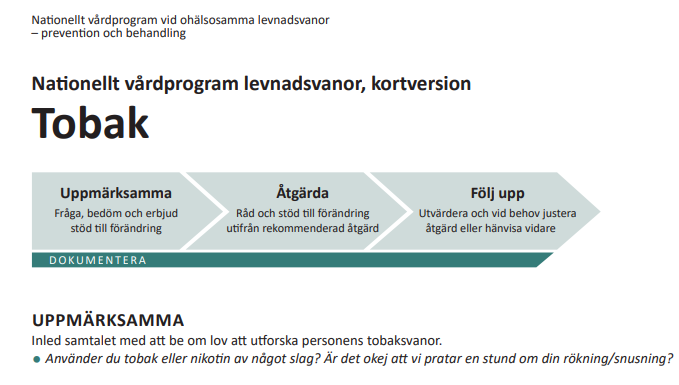 Nationellt vårdprogram vid ohälsosamma levnadsvanor
– prevention och behandling
Nationellt vårdprogram levnadsvanor, kortversion
Tobak
Uppmärksamma
Fråga, bedöm och erbjud
stöd till förändring
Åtgärda
Råd och stöd till förändring
utifrån rekommenderad åtgärd
Följ upp
Utvärdera och vid behov justera
åtgärd eller hänvisa vidare
DOKUMENTERA
UPPMÄRKSAMMA
Inled samtalet med att be om lov att utforska personens tobaksvanor.
• Använder du tobak eller nikotin av något slag? Är det okej att vi pratar en stund om din rökning/snusning?